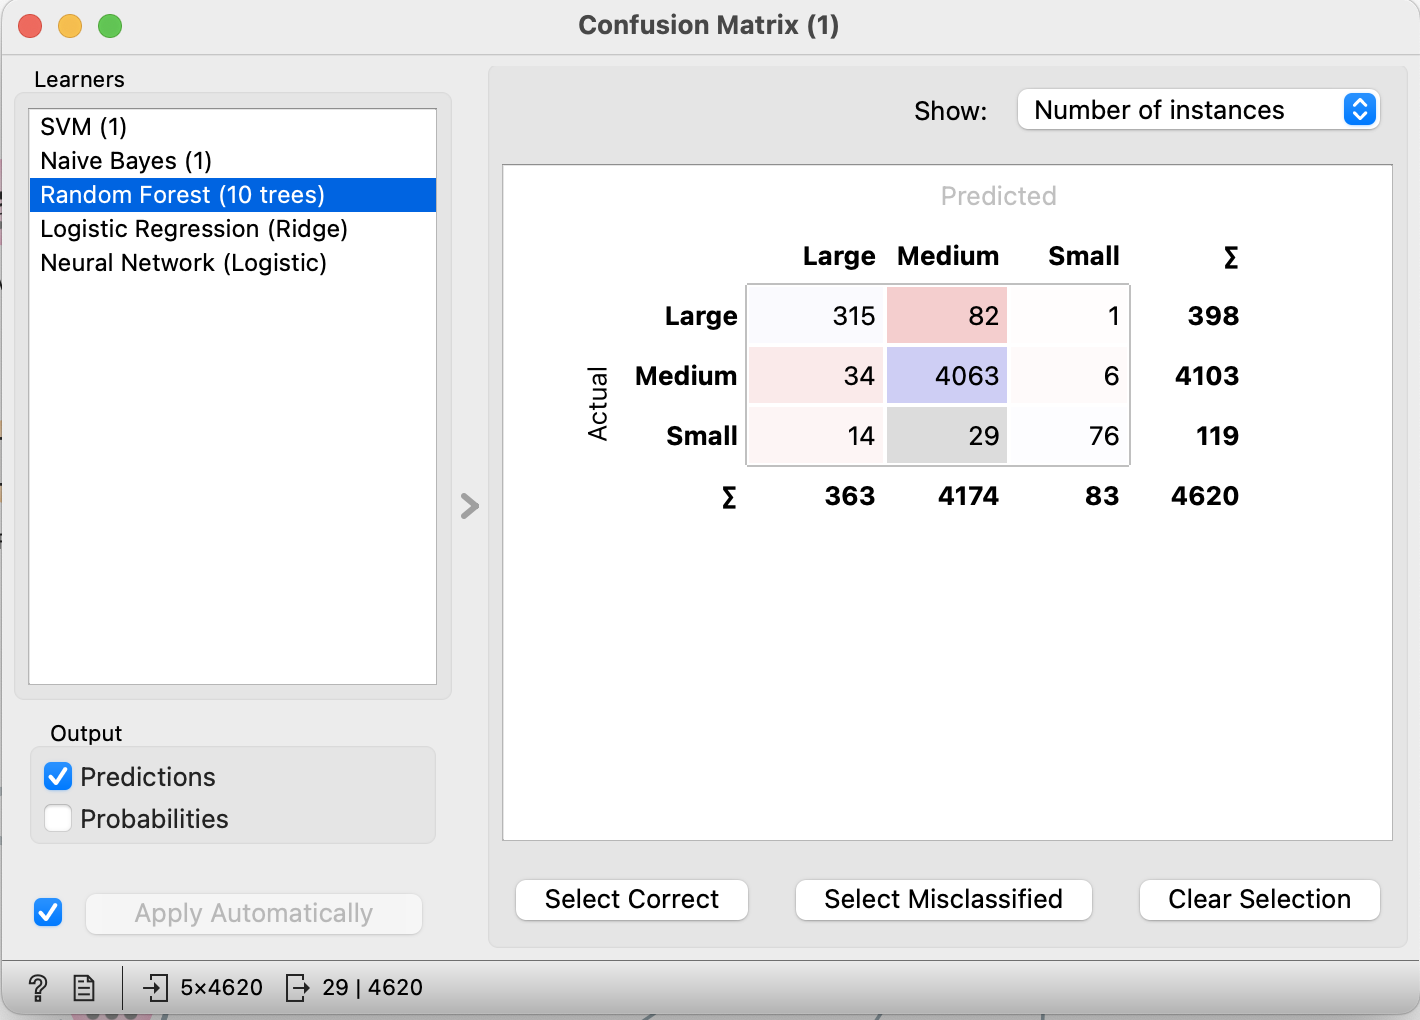 Confusion Matrix (1)
Learners
SVM (1)
Naive Bayes (1)
Random Forest (10 trees)
Logistic Regression (Ridge)
Neural Network (Logistic)
Output
Predictions
Probabilities
Apply Automatically
Show: Number of instances
Predicted
Large Medium Small Σ
Actual
Large 315 82 1 398
Medium 34 4063 6 4103
Small 14 29 76 119
Σ 363 4174 83 4620
Select Correct Select Misclassified Clear Selection
? 5×4620 29 | 4620